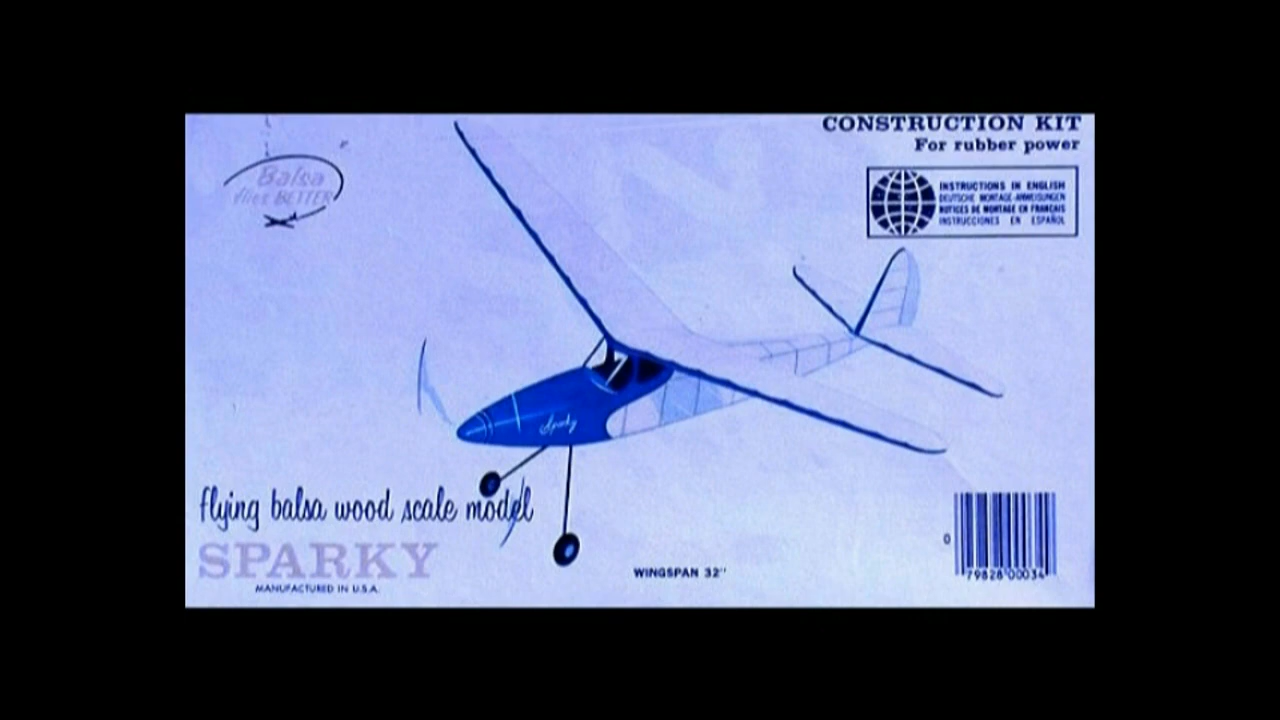 CONSTRUCTION KIT
For rubber power
Balsa
flies BETTER
INSTRUCTIONS IN ENGLISH
DEUTSCHE MONTAGE-ANWEISUNGEN
NOTICES DE MONTAGE EN FRANCAIS
INSTRUCCIONES EN ESPAÑOL
Sparky
flying balsa wood scale model
SPARKY
MANUFACTURED IN U.S.A.
WINGSPAN 32"
0
79828 00034